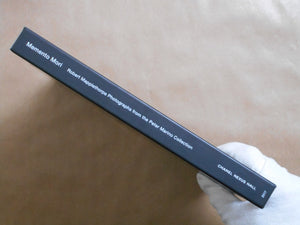 Memento Mori Robert Mapplethorpe Photographs from the Peter Marino Collection CHANEL NEXUS HALL